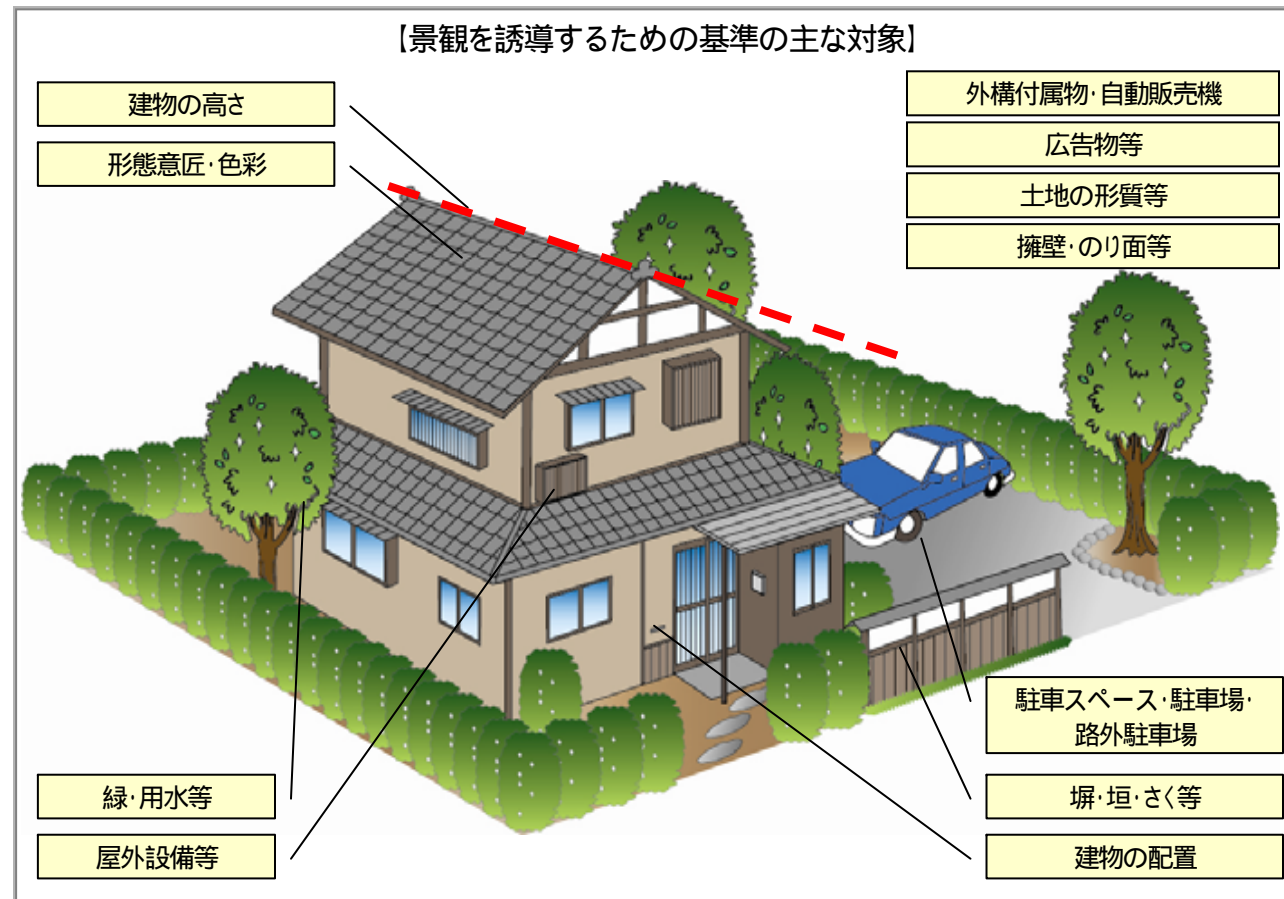 【景観を誘導するための基準の主な対象】
建物の高さ
形態意匠・色彩
外構付属物・自動販売機
広告物等
土地の形質等
擁壁・のり面等
駐車スペース・駐車場・
路外駐車場
緑・用水等
塀・垣・さく等
屋外設備等
建物の配置